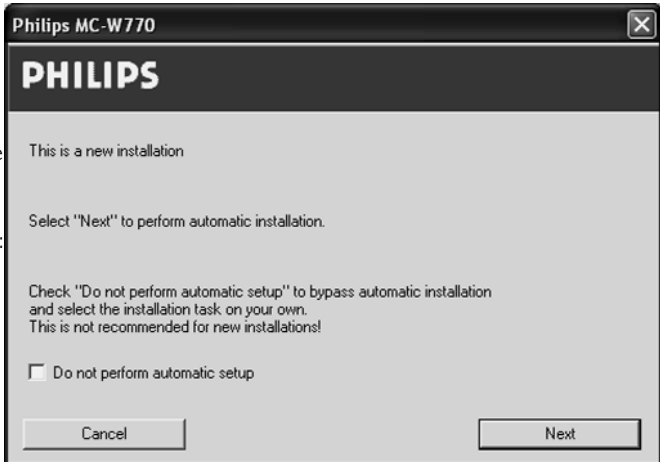 Philips MC-W770
PHILIPS
This is a new installation
Select "Next" to perform automatic installation.
Check "Do not perform automatic setup" to bypass automatic installation
and select the installation task on your own.
This is not recommended for new installations!
Do not perform automatic setup
Cancel
Next